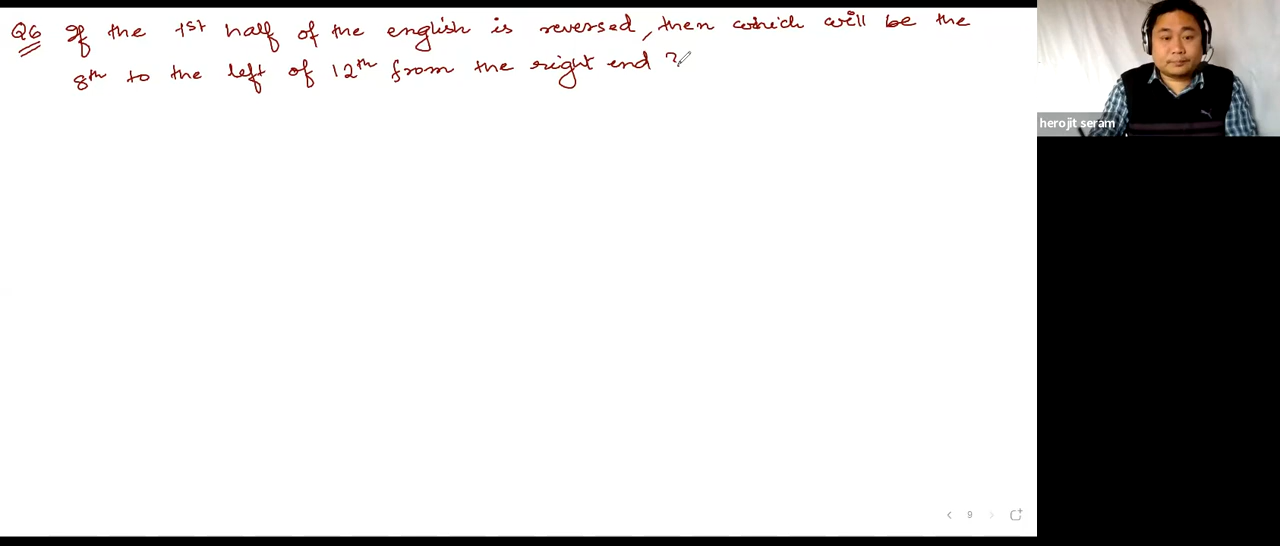 Q6 If the 1st half of the english is reversed, then which will be the
8th to the left of 12th from the right end ?
herojit seram
9